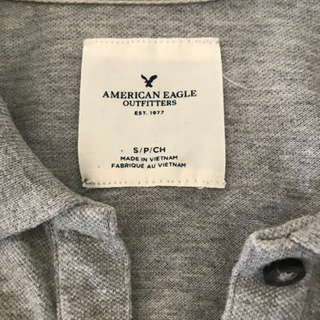 AMERICAN EAGLE
OUTFITTERS
EST. 1977
S/P/CH
MADE IN VIETNAM
FABRIQUÉ AU VIETNAM